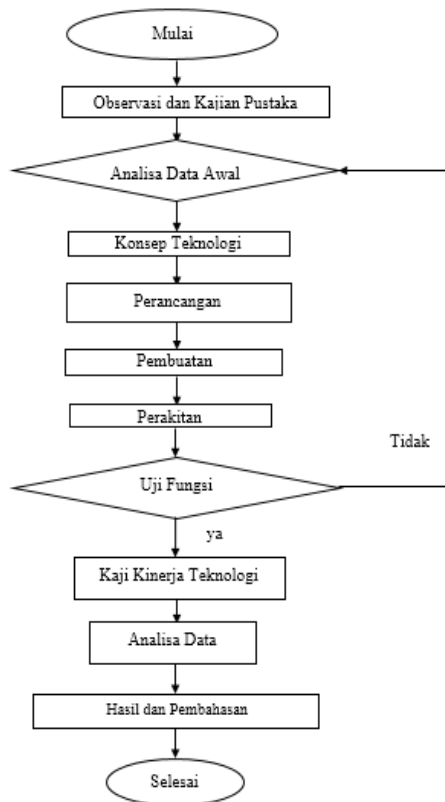 Mulai
Observasi dan Kajian Pustaka
Analisa Data Awal
Konsep Teknologi
Perancangan
Pembuatan
Perakitan
Tidak
Uji Fungsi
ya
Kaji Kinerja Teknologi
Analisa Data
Hasil dan Pembahasan
Selesai